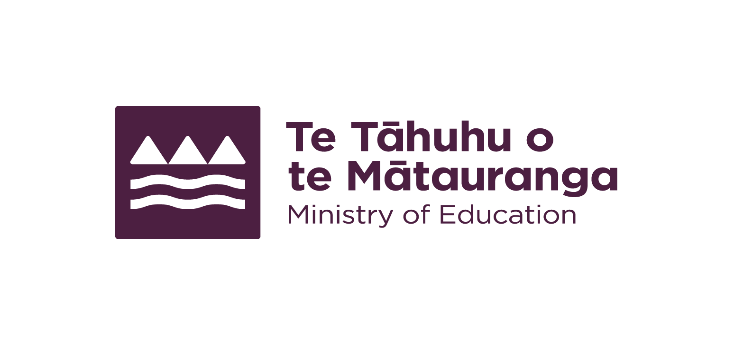 Te Tāhuhu o
te Mātauranga
Ministry of Education